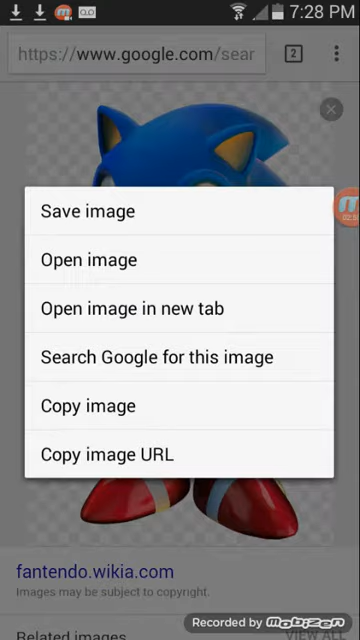 7:28 PM
https://www.google.com/sear
2
Save image
Open image
Open image in new tab
Search Google for this image
Copy image
Copy image URL
fantendo.wikia.com
Images may be subject to copyright.
Related images
VIEW ALL
Recorded by MOBIZEN